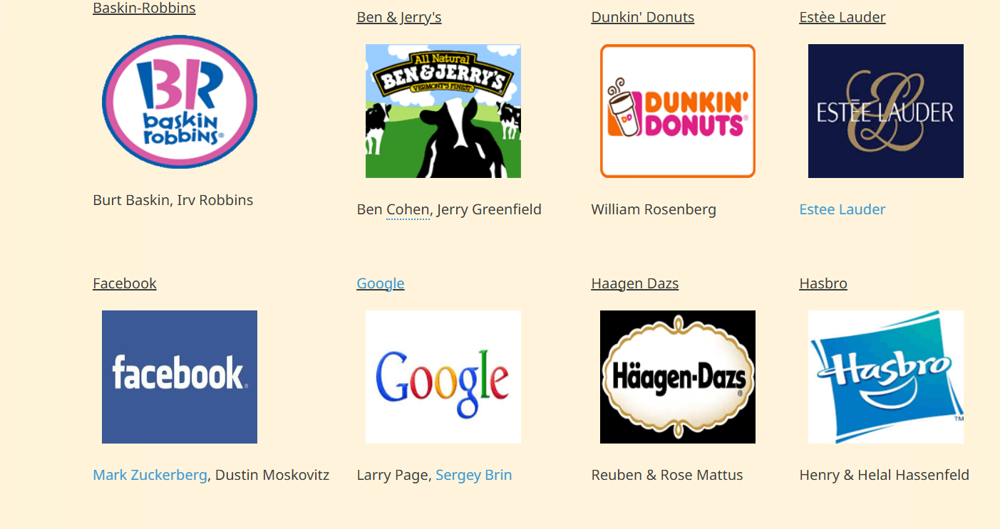 Baskin-Robbins
Ben & Jerry's
Dunkin' Donuts
Estèe Lauder
BR
baskin
robbins®
All Natural
BEN & JERRY'S
VERMONT'S FINEST
DUNKIN'
DONUTS®
DD
ESTĒE LAUDER
EL
Burt Baskin, Irv Robbins
Ben Cohen, Jerry Greenfield
William Rosenberg
Estee Lauder
Facebook
Google
Haagen Dazs
Hasbro
facebook®
Google
Häagen-Dazs®
Hasbro
TM
Mark Zuckerberg, Dustin Moskovitz
Larry Page, Sergey Brin
Reuben & Rose Mattus
Henry & Helal Hassenfeld